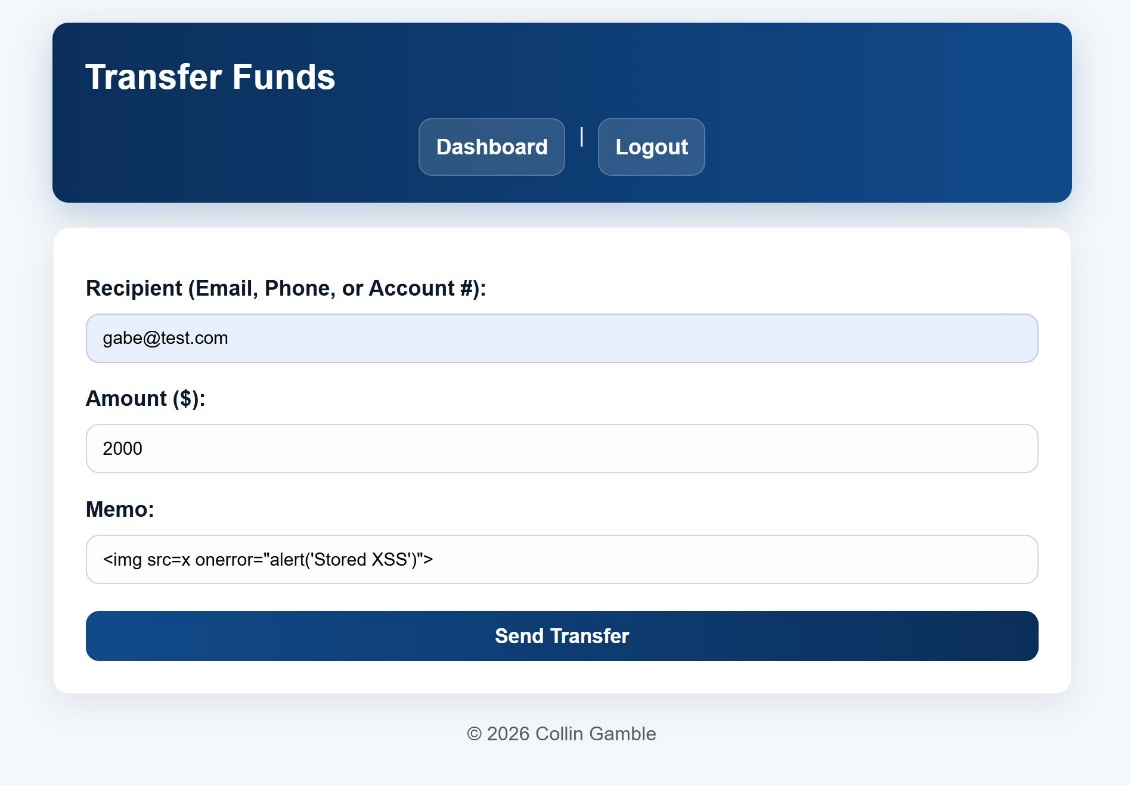 Transfer Funds
Dashboard | Logout
Recipient (Email, Phone, or Account #):
gabe@test.com
Amount ($):
2000
Memo:
<img src=x onerror="alert('Stored XSS')">
Send Transfer
© 2026 Collin Gamble